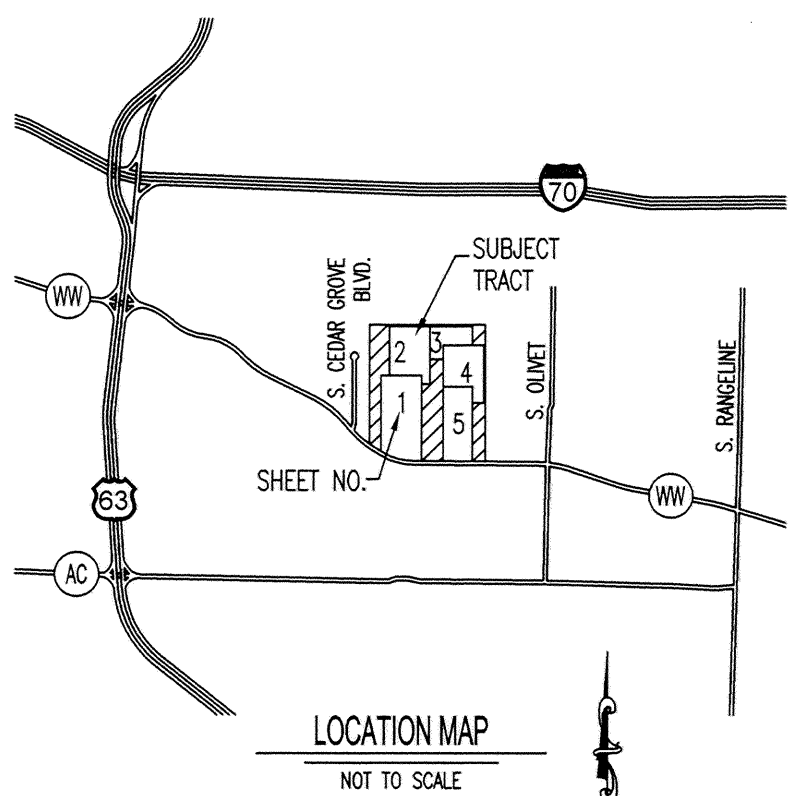 70
SUBJECT
TRACT
S. CEDAR GROVE
BLVD.
WW
S. OLIVET
S. RANGELINE
2
3
4
1
5
SHEET NO.
63
WW
AC
LOCATION MAP
NOT TO SCALE